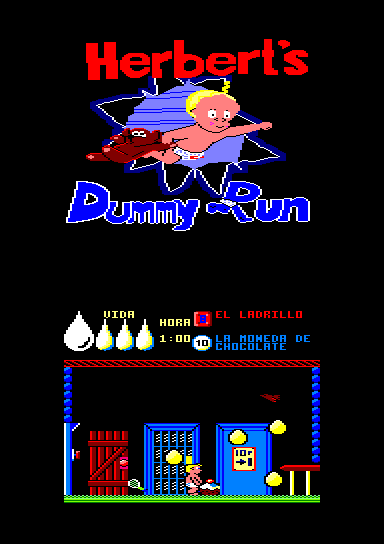 Herbert's
Dummy Run
VIDA
HORA
EL LADRILLO
1:00
10
LA MONEDA DE
CHOCOLATE
10P